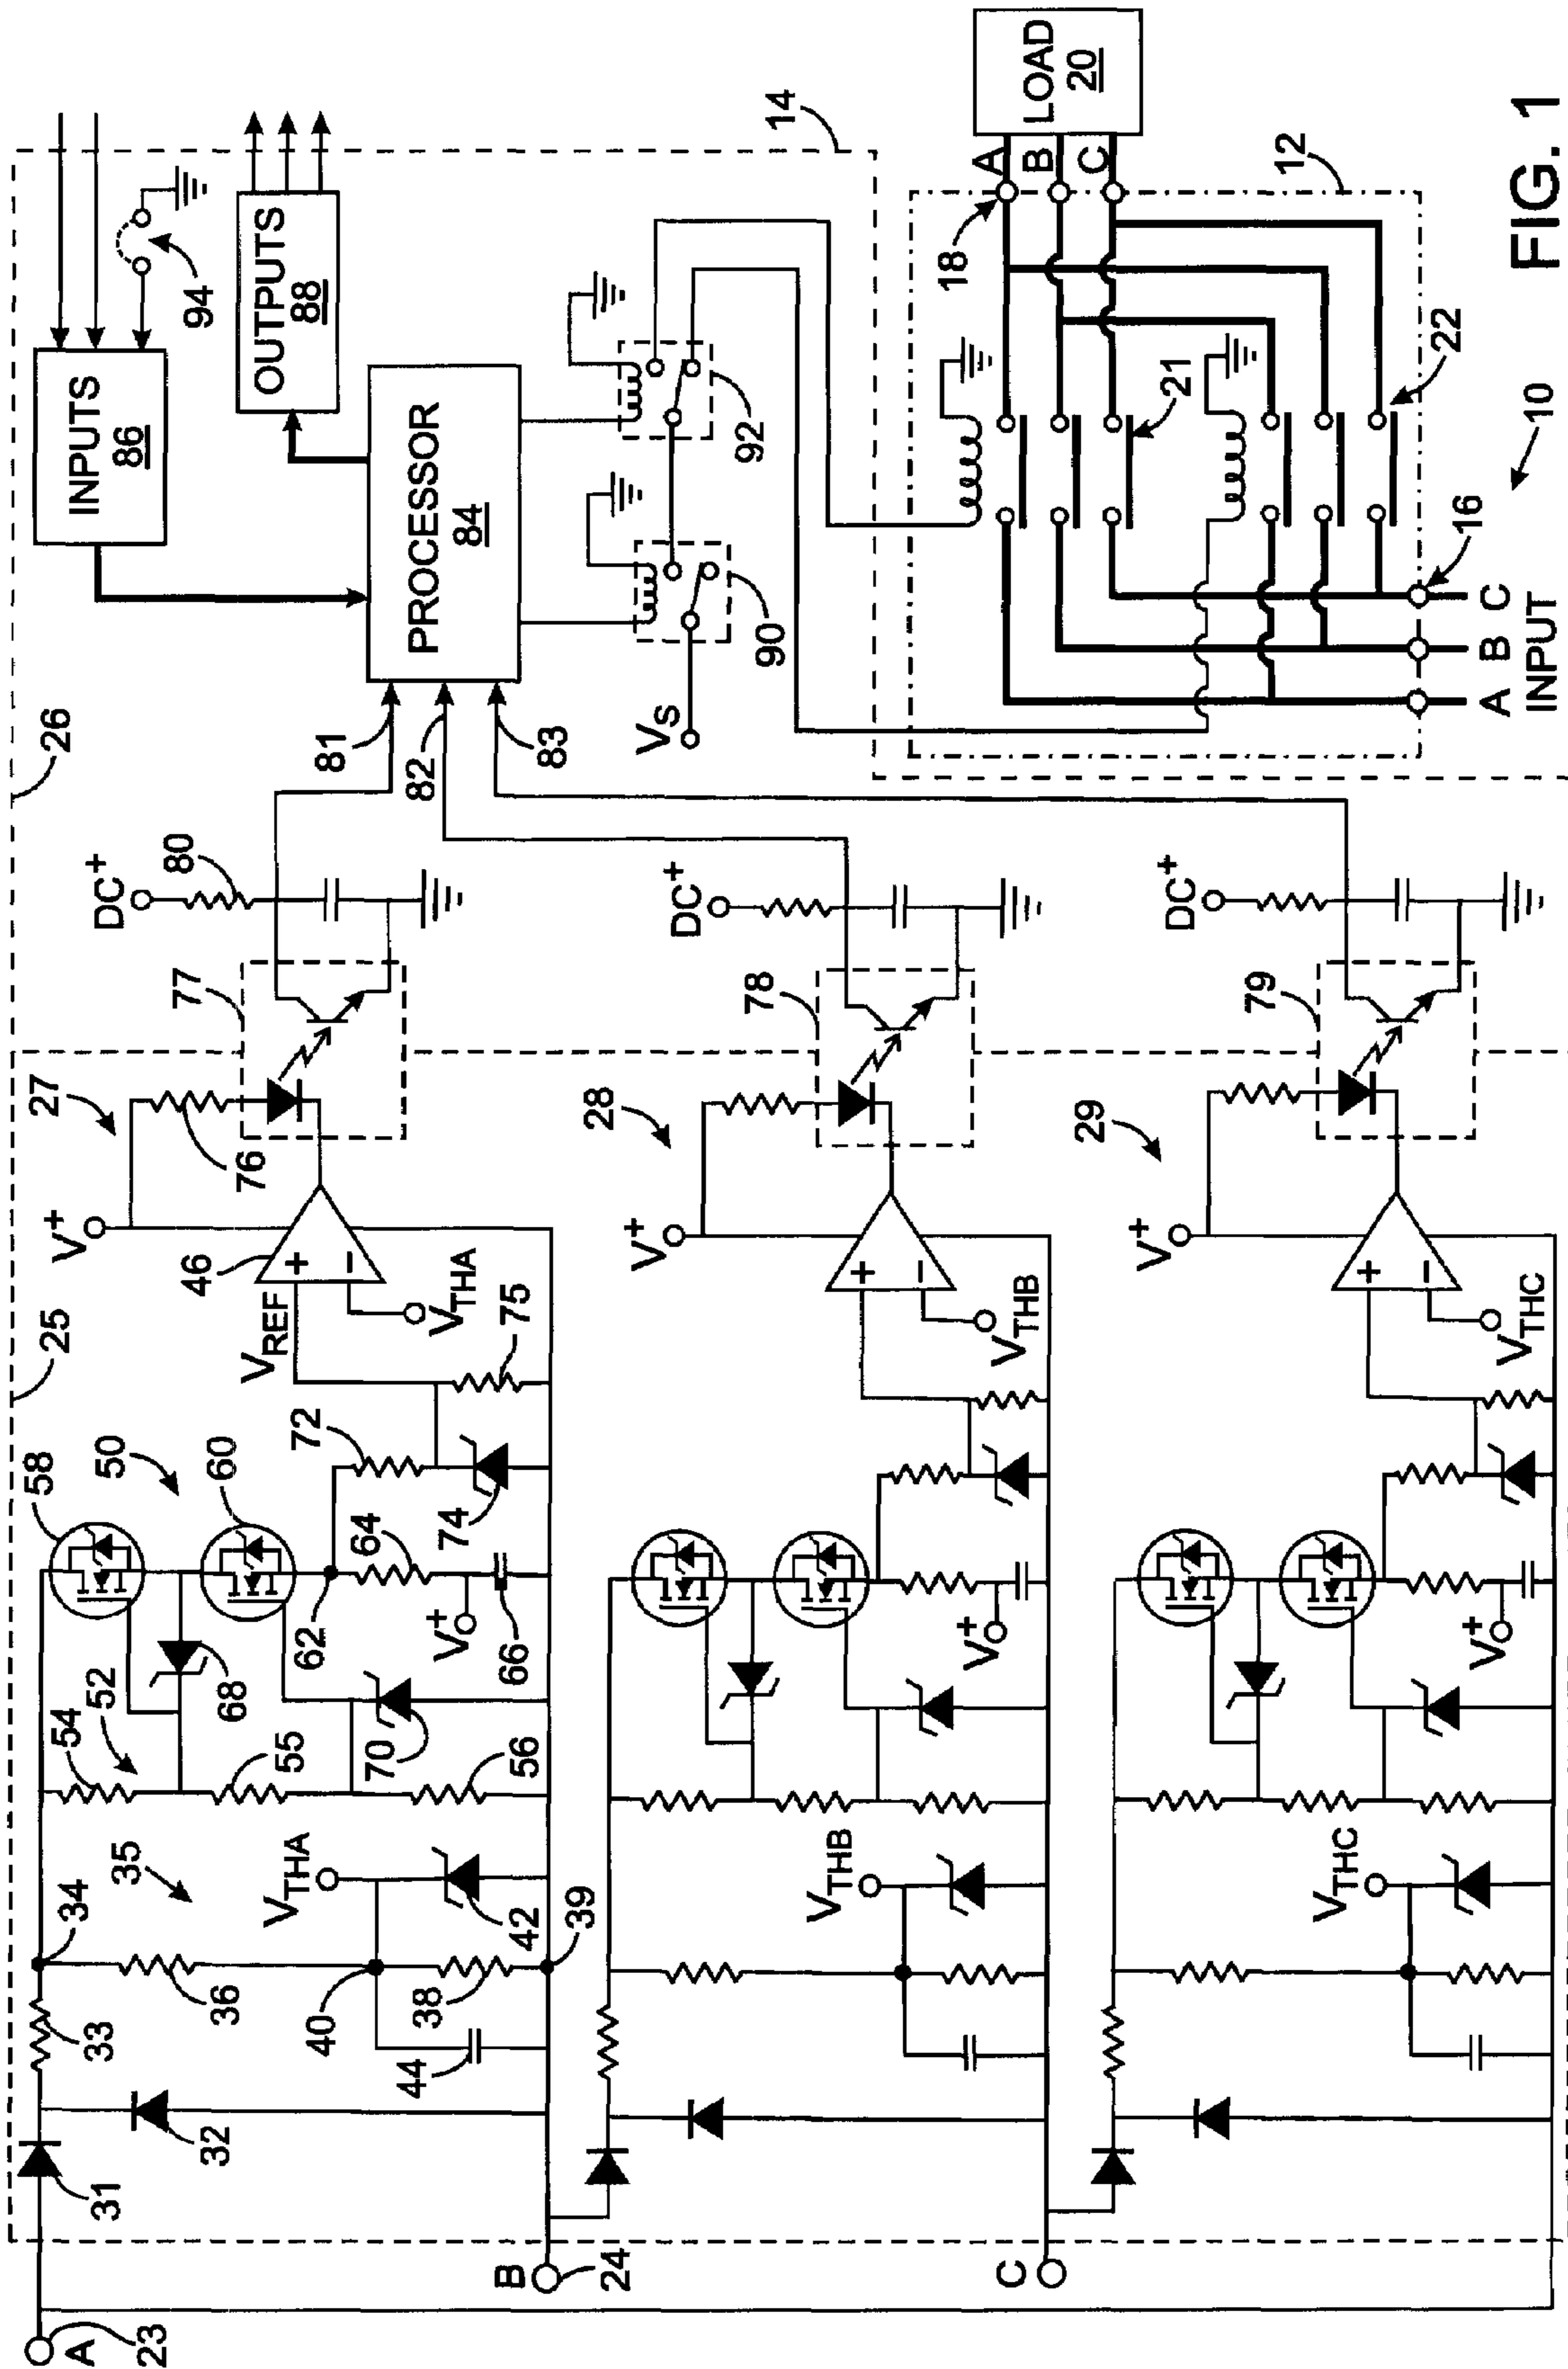 26
25
INPUTS
86
94
OUTPUTS
88
14
PROCESSOR
84
81
82
83
VS
90
92
LOAD
20
A
B
C
18
12
21
22
16
A
B
C
INPUT
10
FIG. 1
DC+
80
77
27
76
V+
46
VREF
VTHA
75
72
74
58
50
60
62
64
V+
66
68
52
54
55
70
56
35
VTHA
34
36
33
40
38
42
39
44
32
31
A
23
B
24
DC+
78
28
V+
VTHB
V+
VTHB
C
DC+
79
29
V+
VTHC
V+
VTHC